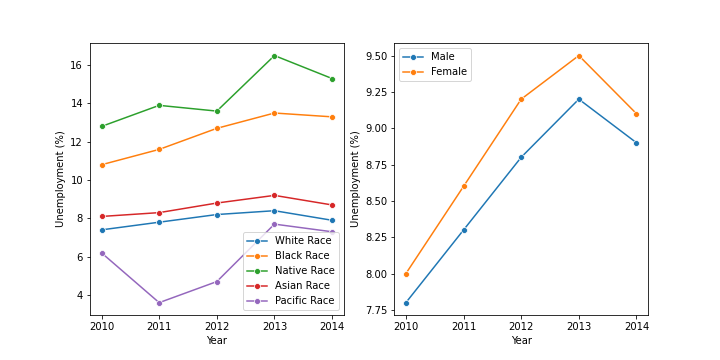 16
14
12
10
8
6
4
Unemployment (%)
2010 2011 2012 2013 2014
Year
White Race
Black Race
Native Race
Asian Race
Pacific Race
9.50
9.25
9.00
8.75
8.50
8.25
8.00
7.75
Unemployment (%)
2010 2011 2012 2013 2014
Year
Male
Female